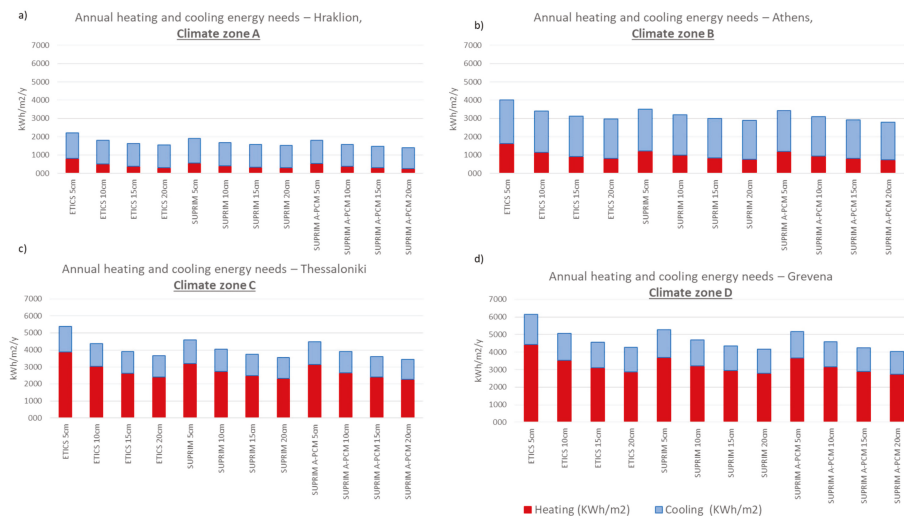 a)
Annual heating and cooling energy needs – Hraklion,
Climate zone A
7000
6000
5000
4000
3000
2000
1000
000
kWh/m2/y
ETICS 5cm
ETICS 10cm
ETICS 15cm
ETICS 20cm
SUPRIM 5cm
SUPRIM 10cm
SUPRIM 15cm
SUPRIM 20cm
SUPRIM A-PCM 15cm
SUPRIM A-PCM 10cm
SUPRIM A-PCM 15cm
SUPRIM A-PCM 20cm
b)
Annual heating and cooling energy needs – Athens,
Climate zone B
7000
6000
5000
4000
3000
2000
1000
000
kWh/m2/y
ETICS 5cm
ETICS 10cm
ETICS 15cm
ETICS 20cm
SUPRIM 5cm
SUPRIM 10cm
SUPRIM 15cm
SUPRIM 20cm
SUPRIM A-PCM 5cm
SUPRIM A-PCM 10cm
SUPRIM A-PCM 15cm
SUPRIM A-PCM 20cm
c)
Annual heating and cooling energy needs – Thessaloniki
Climate zone C
7000
6000
5000
4000
3000
2000
1000
000
kWh/m2/y
ETICS 5cm
ETICS 10cm
ETICS 15cm
ETICS 20cm
SUPRIM 5cm
SUPRIM 10cm
SUPRIM 15cm
SUPRIM 20cm
SUPRIM A-PCM 5cm
SUPRIM A-PCM 10cm
SUPRIM A-PCM 15cm
SUPRIM A-PCM 20cm
d)
Annual heating and cooling energy needs – Grevena
Climate zone D
7000
6000
5000
4000
3000
2000
1000
000
kWh/m2/y
ETICS 5cm
ETICS 10cm
ETICS 15cm
ETICS 20cm
SUPRIM 5cm
SUPRIM 10cm
SUPRIM 15cm
SUPRIM 20cm
SUPRIM A-PCM 5cm
SUPRIM A-PCM 10cm
SUPRIM A-PCM 15cm
SUPRIM A-PCM 20cm
Heating (KWh/m2)
Cooling (KWh/m2)